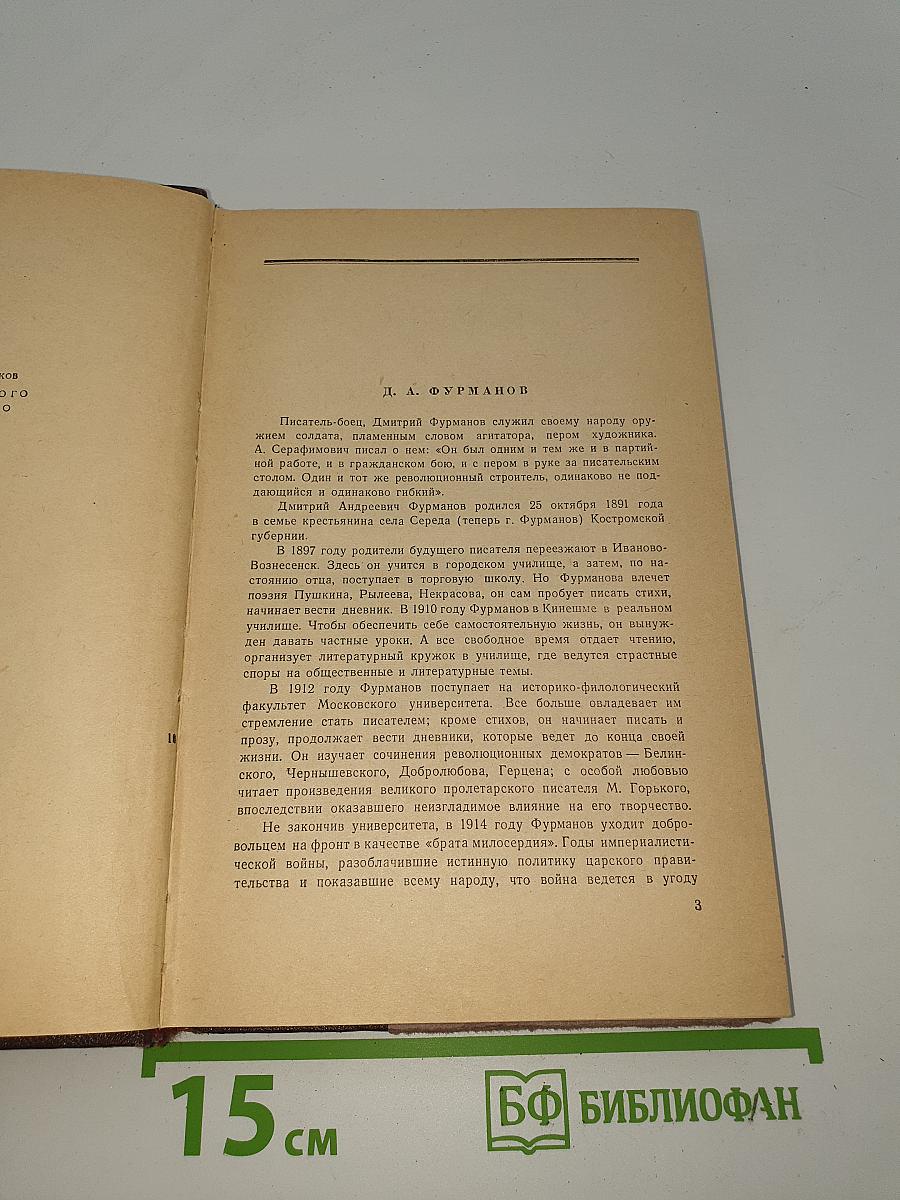 ков
ого
о
Д. А. ФУРМАНОВ
Писатель-боец, Дмитрий Фурманов служил своему народу ору-
жием солдата, пламенным словом агитатора, пером художника.
А. Серафимович писал о нем: «Он был одним и тем же и в партий-
ной работе, и в гражданском бою, и с пером в руке за писательским
столом. Один и тот же революционный строитель, одинаково не под-
дающийся и одинаково гибкий».
Дмитрий Андреевич Фурманов родился 25 октября 1891 года
в семье крестьянина села Середа (теперь г. Фурманов) Костромской
губернии.
В 1897 году родители будущего писателя переезжают в Иваново-
Вознесенск. Здесь он учится в городском училище, а затем, по на-
стоянию отца, поступает в торговую школу. Но Фурманова влечет
поэзия Пушкина, Рылеева, Некрасова, он сам пробует писать стихи,
начинает вести дневник. В 1910 году Фурманов в Кинешме в реальном
училище. Чтобы обеспечить себе самостоятельную жизнь, он вынуж-
ден давать частные уроки. А все свободное время отдает чтению,
организует литературный кружок в училище, где ведутся страстные
споры на общественные и литературные темы.
В 1912 году Фурманов поступает на историко-филологический
факультет Московского университета. Все больше овладевает им
стремление стать писателем; кроме стихов, он начинает писать и
прозу, продолжает вести дневники, которые ведет до конца своей
жизни. Он изучает сочинения революционных демократов — Белин-
ского, Чернышевского, Добролюбова, Герцена; с особой любовью
читает произведения великого пролетарского писателя М. Горького,
впоследствии оказавшего неизгладимое влияние на его творчество.
Не закончив университета, в 1914 году Фурманов уходит добро-
вольцем на фронт в качестве «брата милосердия». Годы империалисти-
ческой войны, разоблачившие истинную политику царского прави-
тельства и показавшие всему народу, что война ведется в угоду
3
15 см
БФ БИБЛИОФАН